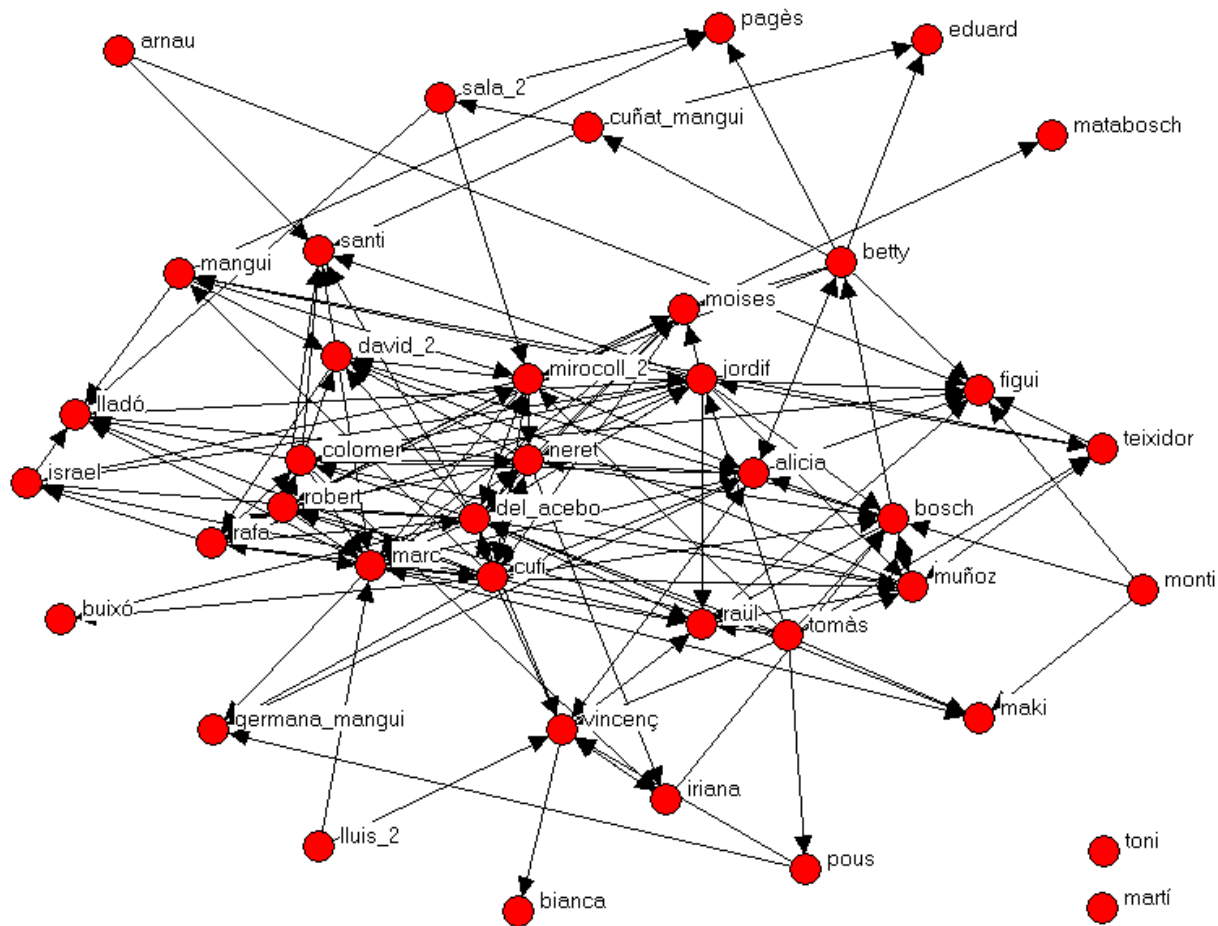 pagès
arnau
eduard
sala_2
cuñat_mangui
matabosch
santi
mangui
betty
moises
david_2
mirocoll_2
jordif
figui
lladó
teixidor
colomer
neret
alicia
israel
robert
del_acebo
bosch
rafa
marc
cufí
muñoz
monti
buixó
raül
tomàs
maki
germana_mangui
vincenç
iriana
lluis_2
toni
pous
bianca
martí